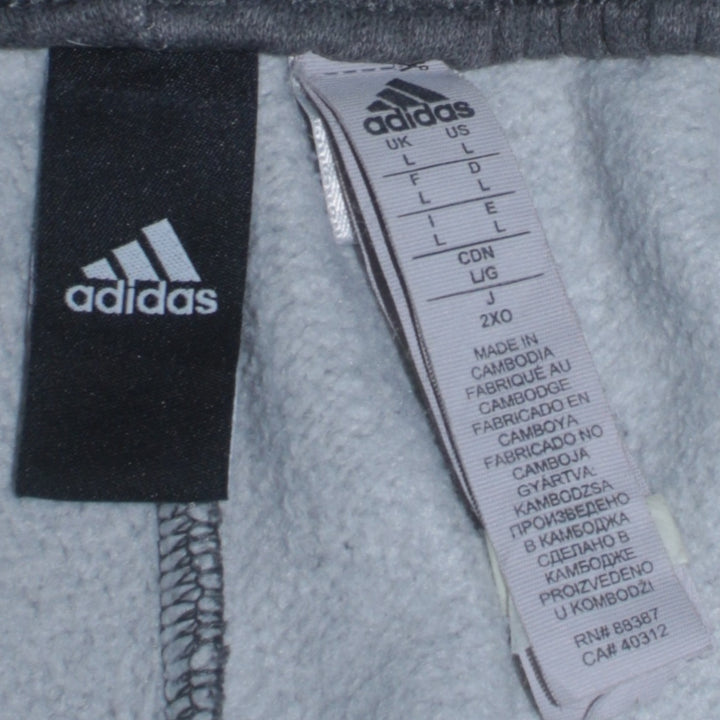 adidas
adidas
UK US
L L
F D
L L
I E
L L
CDN
L/G
J
2XO
MADE IN
CAMBODIA
FABRIQUÉ AU
CAMBODGE
FABRICADO EN
CAMBOYA
FABRICADO NO
CAMBOJA
GYÁRTVA:
KAMBODZSA
ПРОИЗВЕДЕНО
В КАМБОДЖА
СДЕЛАНО В
КАМБОДЖЕ
PROIZVEDENO
U KOMBODŽI
RN# 88387
CA# 40312